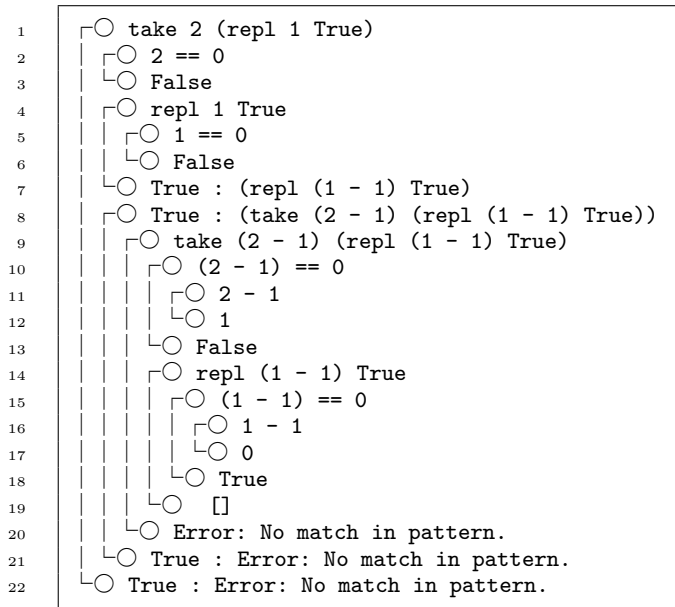 1 take 2 (repl 1 True)
2 2 == 0
3 False
4 repl 1 True
5 1 == 0
6 False
7 True : (repl (1 - 1) True)
8 True : (take (2 - 1) (repl (1 - 1) True))
9 take (2 - 1) (repl (1 - 1) True)
10 (2 - 1) == 0
11 2 - 1
12 1
13 False
14 repl (1 - 1) True
15 (1 - 1) == 0
16 1 - 1
17 0
18 True
19 []
20 Error: No match in pattern.
21 True : Error: No match in pattern.
22 True : Error: No match in pattern.